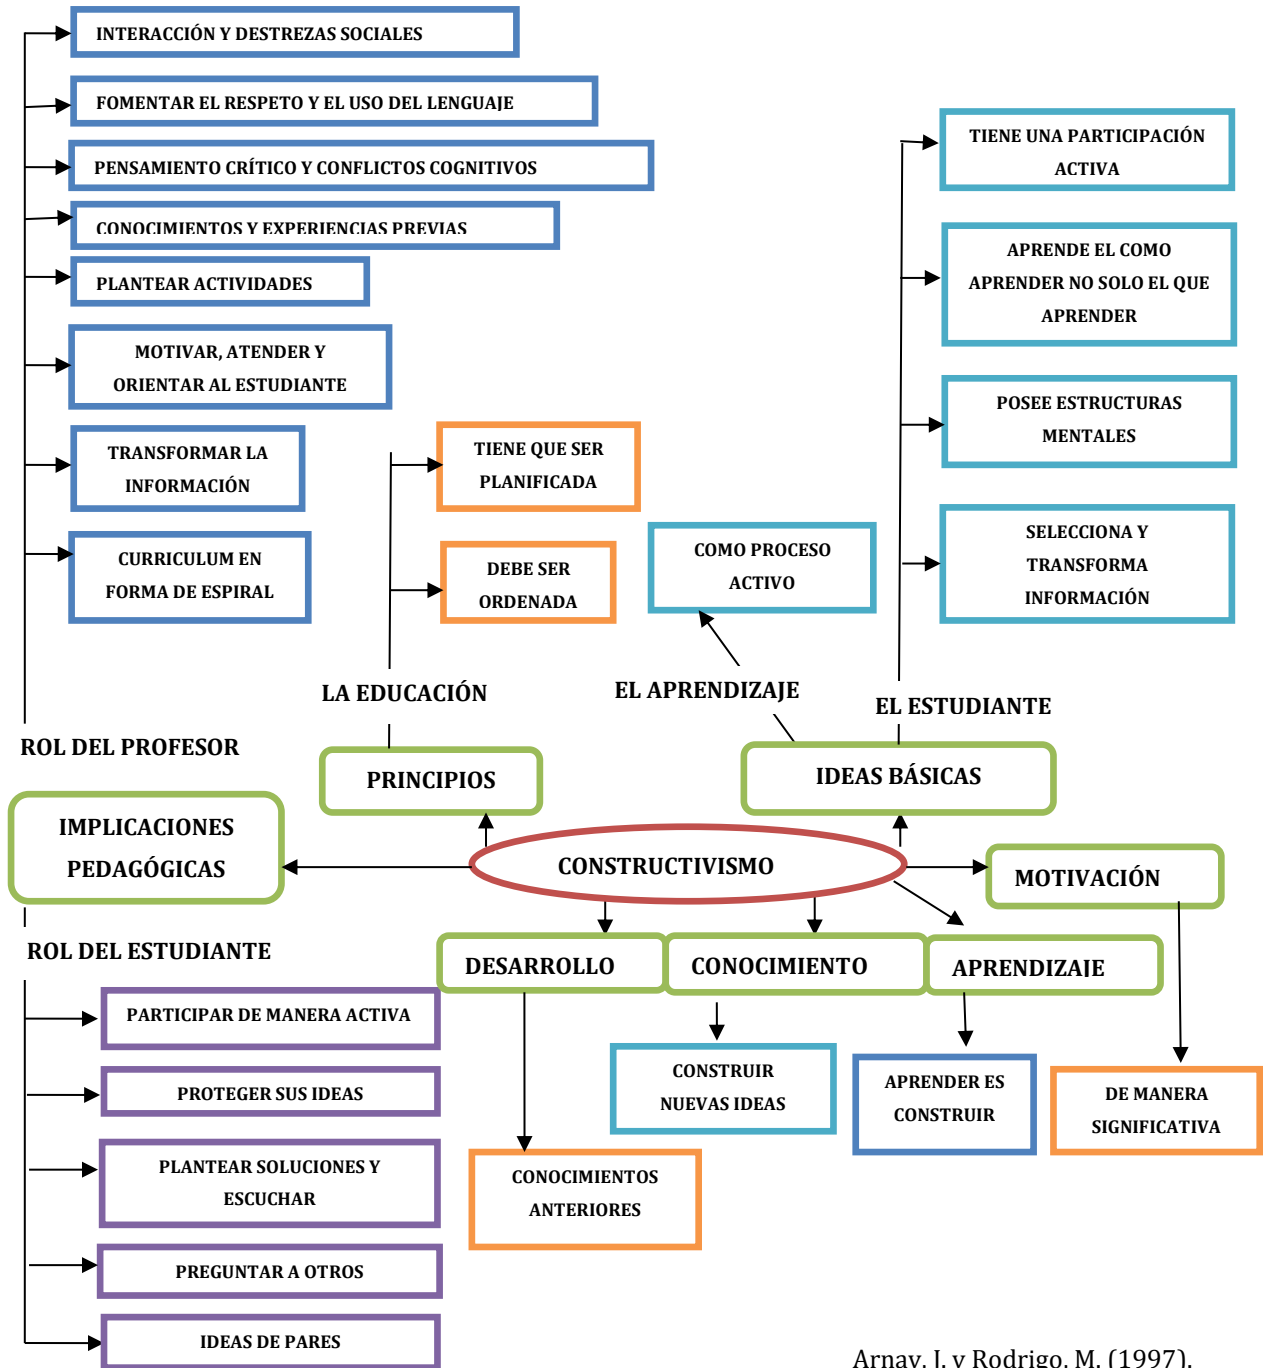 INTERACCIÓN Y DESTREZAS SOCIALES
FOMENTAR EL RESPETO Y EL USO DEL LENGUAJE
PENSAMIENTO CRÍTICO Y CONFLICTOS COGNITIVOS
CONOCIMIENTOS Y EXPERIENCIAS PREVIAS
PLANTEAR ACTIVIDADES
MOTIVAR, ATENDER Y
ORIENTAR AL ESTUDIANTE
TRANSFORMAR LA
INFORMACIÓN
CURRICULUM EN
FORMA DE ESPIRAL
TIENE QUE SER
PLANIFICADA
DEBE SER
ORDENADA
COMO PROCESO
ACTIVO
TIENE UNA PARTICIPACIÓN
ACTIVA
APRENDE EL COMO
APRENDER NO SOLO EL QUE
APRENDER
POSEE ESTRUCTURAS
MENTALES
SELECCIONA Y
TRANSFORMA
INFORMACIÓN
LA EDUCACIÓN
EL APRENDIZAJE
EL ESTUDIANTE
ROL DEL PROFESOR
PRINCIPIOS
IDEAS BÁSICAS
IMPLICACIONES
PEDAGÓGICAS
CONSTRUCTIVISMO
MOTIVACIÓN
ROL DEL ESTUDIANTE
DESARROLLO
CONOCIMIENTO
APRENDIZAJE
PARTICIPAR DE MANERA ACTIVA
PROTEGER SUS IDEAS
PLANTEAR SOLUCIONES Y
ESCUCHAR
PREGUNTAR A OTROS
IDEAS DE PARES
CONSTRUIR
NUEVAS IDEAS
APRENDER ES
CONSTRUIR
DE MANERA
SIGNIFICATIVA
CONOCIMIENTOS
ANTERIORES
Arnay, J. y Rodrigo, M. (1997).